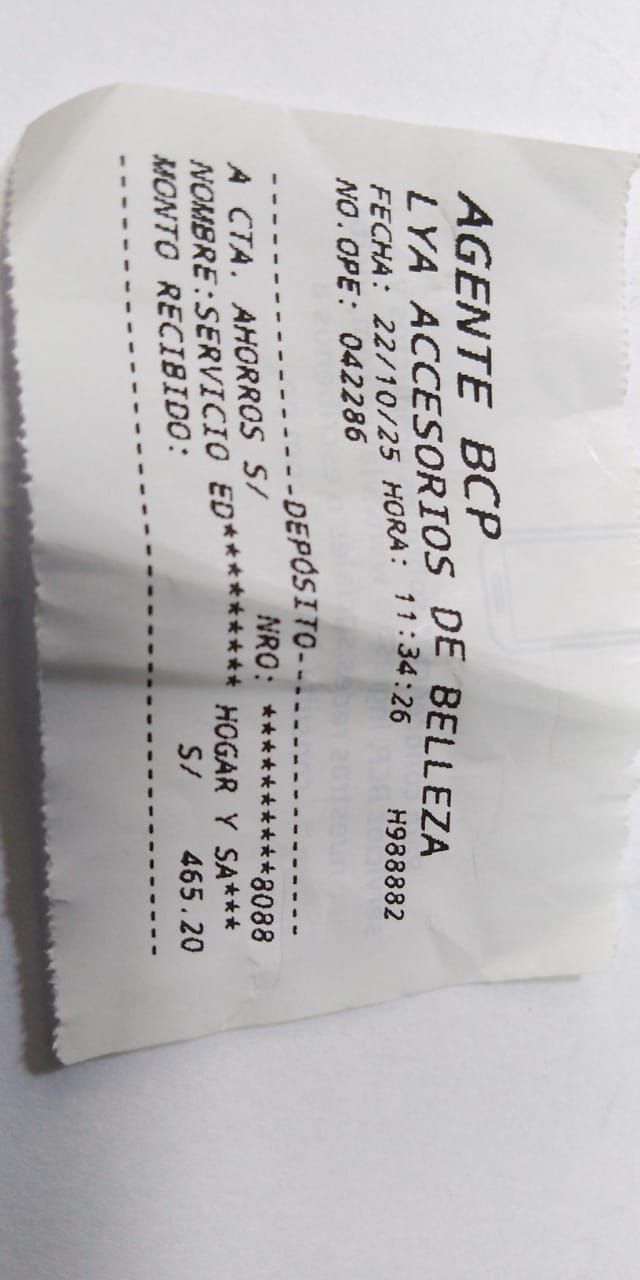 AGENTE BCP
LYA ACCESORIOS DE BELLEZA
FECHA: 22/10/25 HORA: 11:34:26 H988882
NO.OPE: 042286
---------------------DEPÓSITO---------------------
A CTA. AHORROS S/ NRO: **********8088
NOMBRE:SERVICIO ED********* HOGAR Y SA***
MONTO RECIBIDO: S/ 465.20
--------------------------------------------------